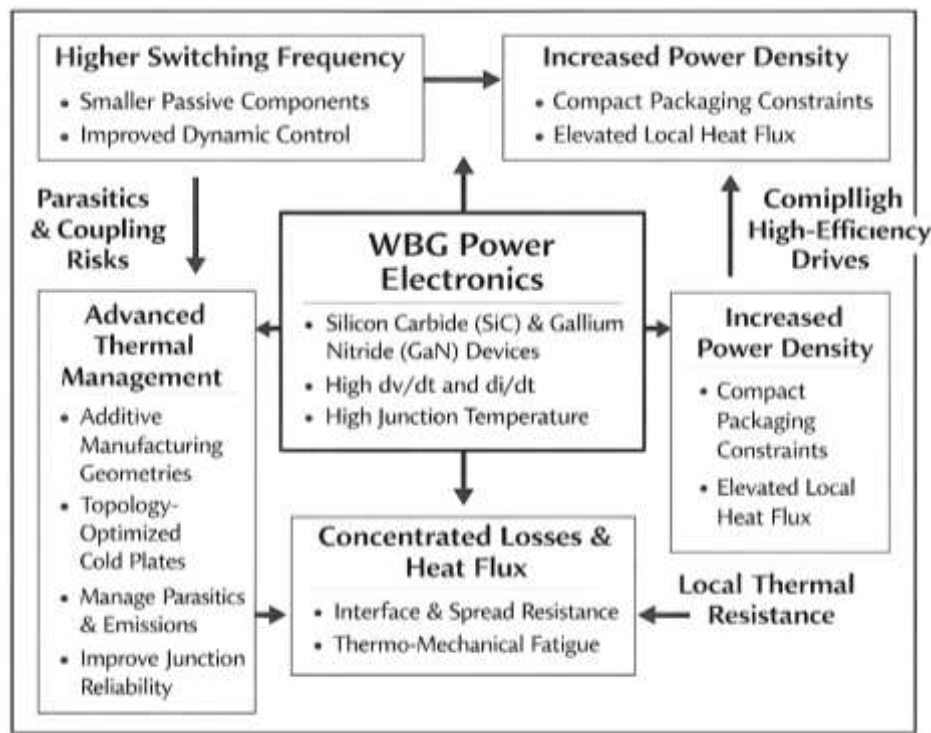 Higher Switching Frequency
• Smaller Passive Components
• Improved Dynamic Control
Increased Power Density
• Compact Packaging Constraints
• Elevated Local Heat Flux
Parasitics
& Coupling
Risks
Comiplligh
High-Efficiency
Drives
WBG Power
Electronics
• Silicon Carbide (SiC) & Gallium
Nitride (GaN) Devices
• High dv/dt and di/dt
• High Junction Temperature
Advanced
Thermal
Management
• Additive
Manufacturing
Geometries
• Topology-
Optimized
Cold Plates
• Manage Parasitics
& Emissions
• Improve Junction
Reliability
Increased
Power Density
• Compact
Packaging
Constraints
• Elevated Local
Heat Flux
Concentrated Losses &
Heat Flux
• Interface & Spread Resistance
• Thermo-Mechanical Fatigue
Local Thermal
Resistance